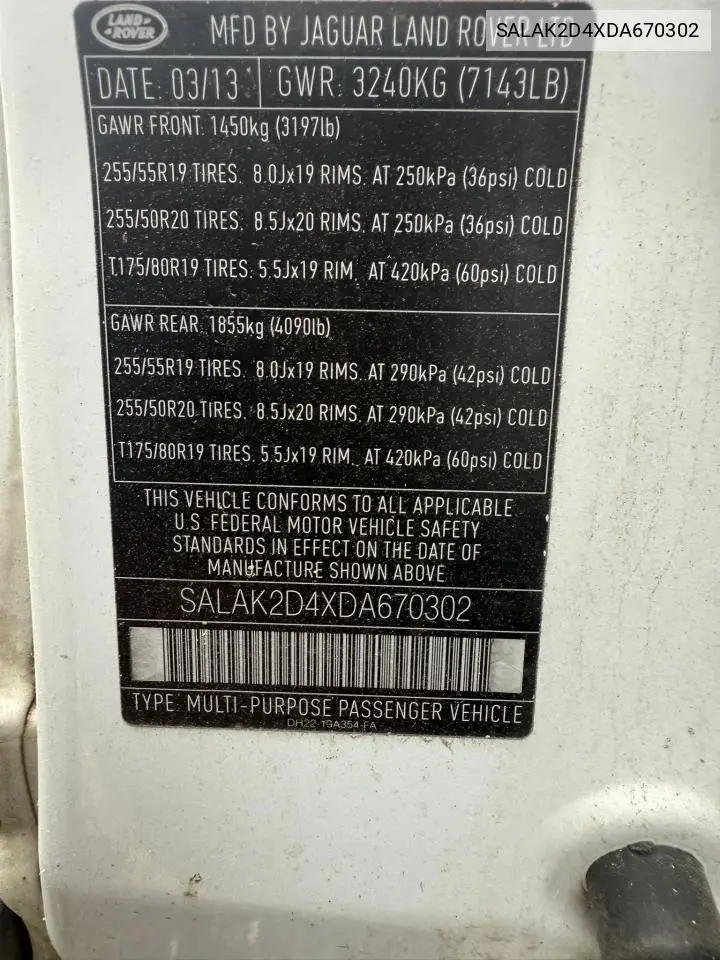 LAND-
-ROVER
MFD BY JAGUAR LAND ROVER LTD
SALAK2D4XDA670302
DATE: 03/13 GWR: 3240KG (7143LB)
GAWR FRONT. 1450kg (3197lb)
255/55R19 TIRES. 8.0Jx19 RIMS. AT 250kPa (36psi) COLD
255/50R20 TIRES. 8.5Jx20 RIMS. AT 250kPa (36psi) COLD
T175/80R19 TIRES. 5.5Jx19 RIM. AT 420kPa (60psi) COLD
GAWR REAR. 1855kg (4090lb)
255/55R19 TIRES. 8.0Jx19 RIMS. AT 290kPa (42psi) COLD
255/50R20 TIRES. 8.5Jx20 RIMS. AT 290kPa (42psi) COLD
T175/80R19 TIRES. 5.5Jx19 RIM. AT 420kPa (60psi) COLD
THIS VEHICLE CONFORMS TO ALL APPLICABLE
U.S. FEDERAL MOTOR VEHICLE SAFETY
STANDARDS IN EFFECT ON THE DATE OF
MANUFACTURE SHOWN ABOVE
SALAK2D4XDA670302
TYPE: MULTI-PURPOSE PASSENGER VEHICLE
DH22-19A354-FA